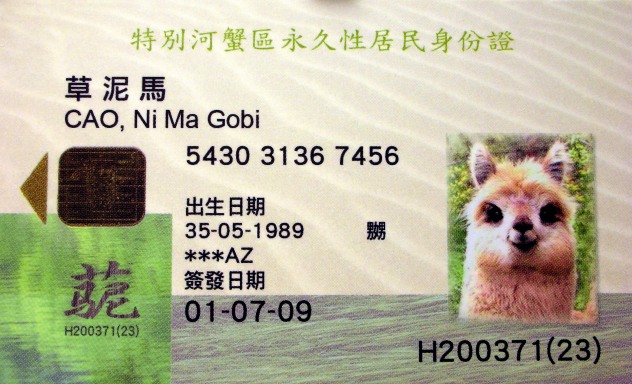 特別河蟹區永久性居民身份證
草泥馬
CAO, Ni Ma Gobi
5430 3136 7456
出生日期
35-05-1989 嬲
***AZ
簽發日期
01-07-09
H200371(23)
H200371(23)